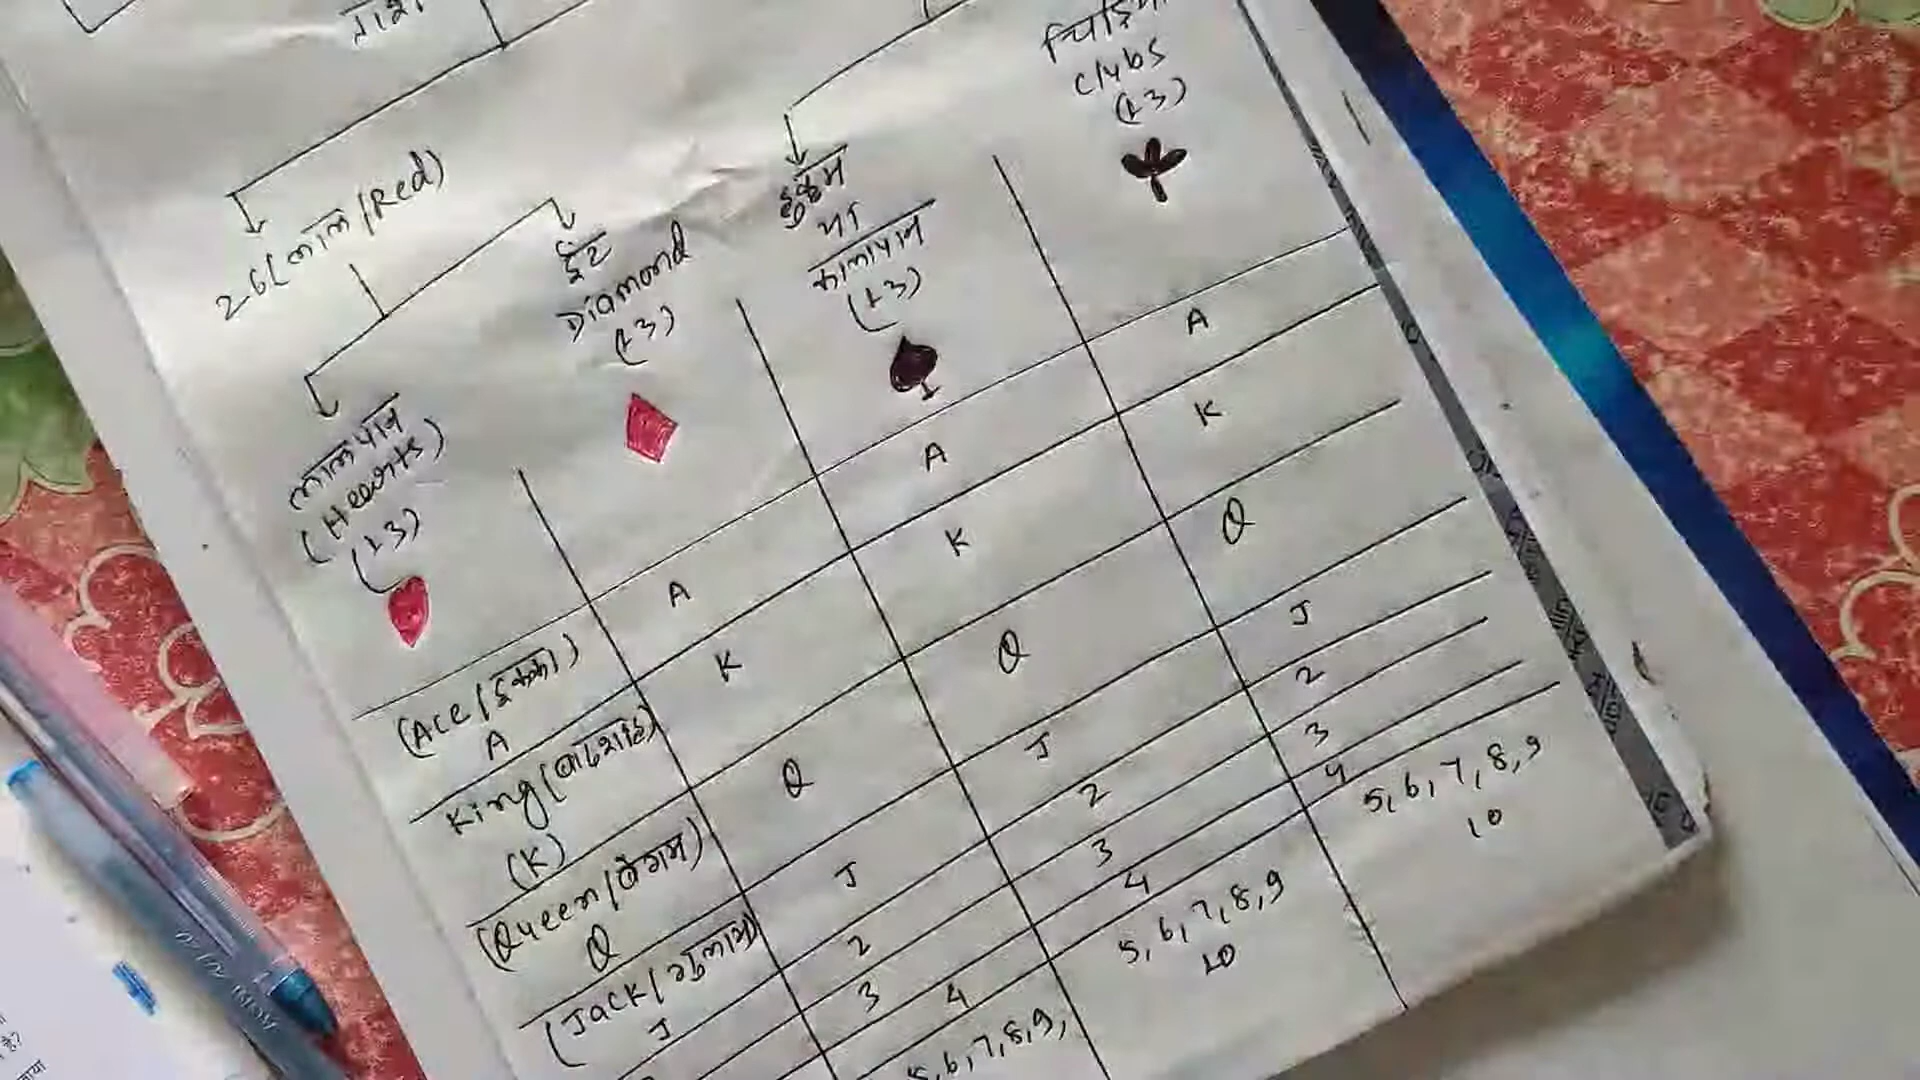 26(लाल/Red)
लालपान
(Hearts)
(13)
ईंट
Diamond
(13)
हुकुम
या
कालापान
(13)
Clubs
(13)
(Ace/इक्का)
A
A
A
A
King(बादशाह)
(K)
K
K
K
(Queen/बेगम)
Q
Q
Q
Q
(Jack/गुलाम)
J
J
J
J
2
2
2
3
3
3
4
4
4
5,6,7,8,9,
5,6,7,8,9
10
5,6,7,8,9
10